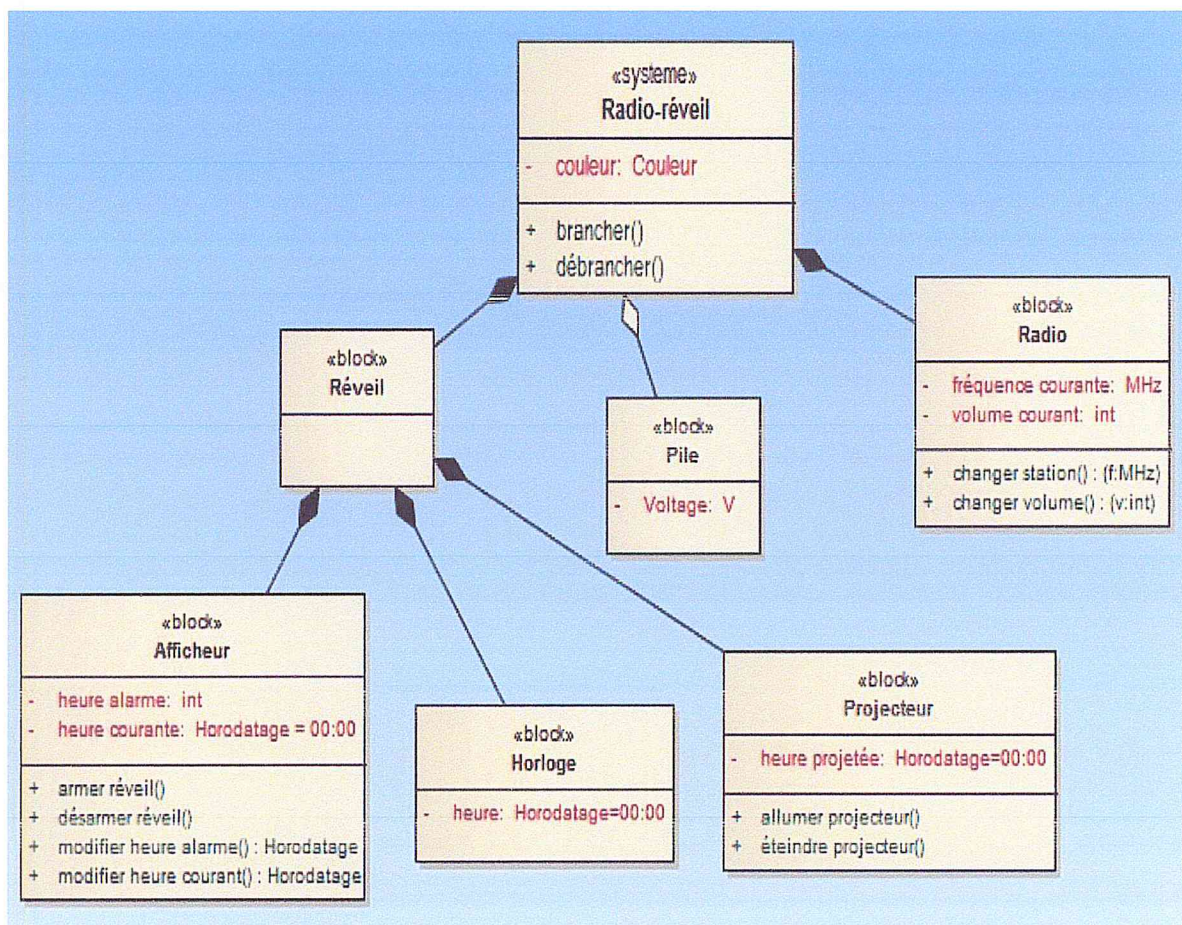 «systeme»
Radio-réveil
- couleur: Couleur
+ brancher()
+ débrancher()
«block»
Réveil
«block»
Pile
- Voltage: V
«block»
Radio
- fréquence courante: MHz
- volume courant: int
+ changer station() : (f:MHz)
+ changer volume() : (v:int)
«block»
Afficheur
- heure alarme: int
- heure courante: Horodatage = 00:00
+ armer réveil()
+ désarmer réveil()
+ modifier heure alarme() : Horodatage
+ modifier heure courant() : Horodatage
«block»
Horloge
- heure: Horodatage=00:00
«block»
Projecteur
- heure projetée: Horodatage=00:00
+ allumer projecteur()
+ éteindre projecteur()